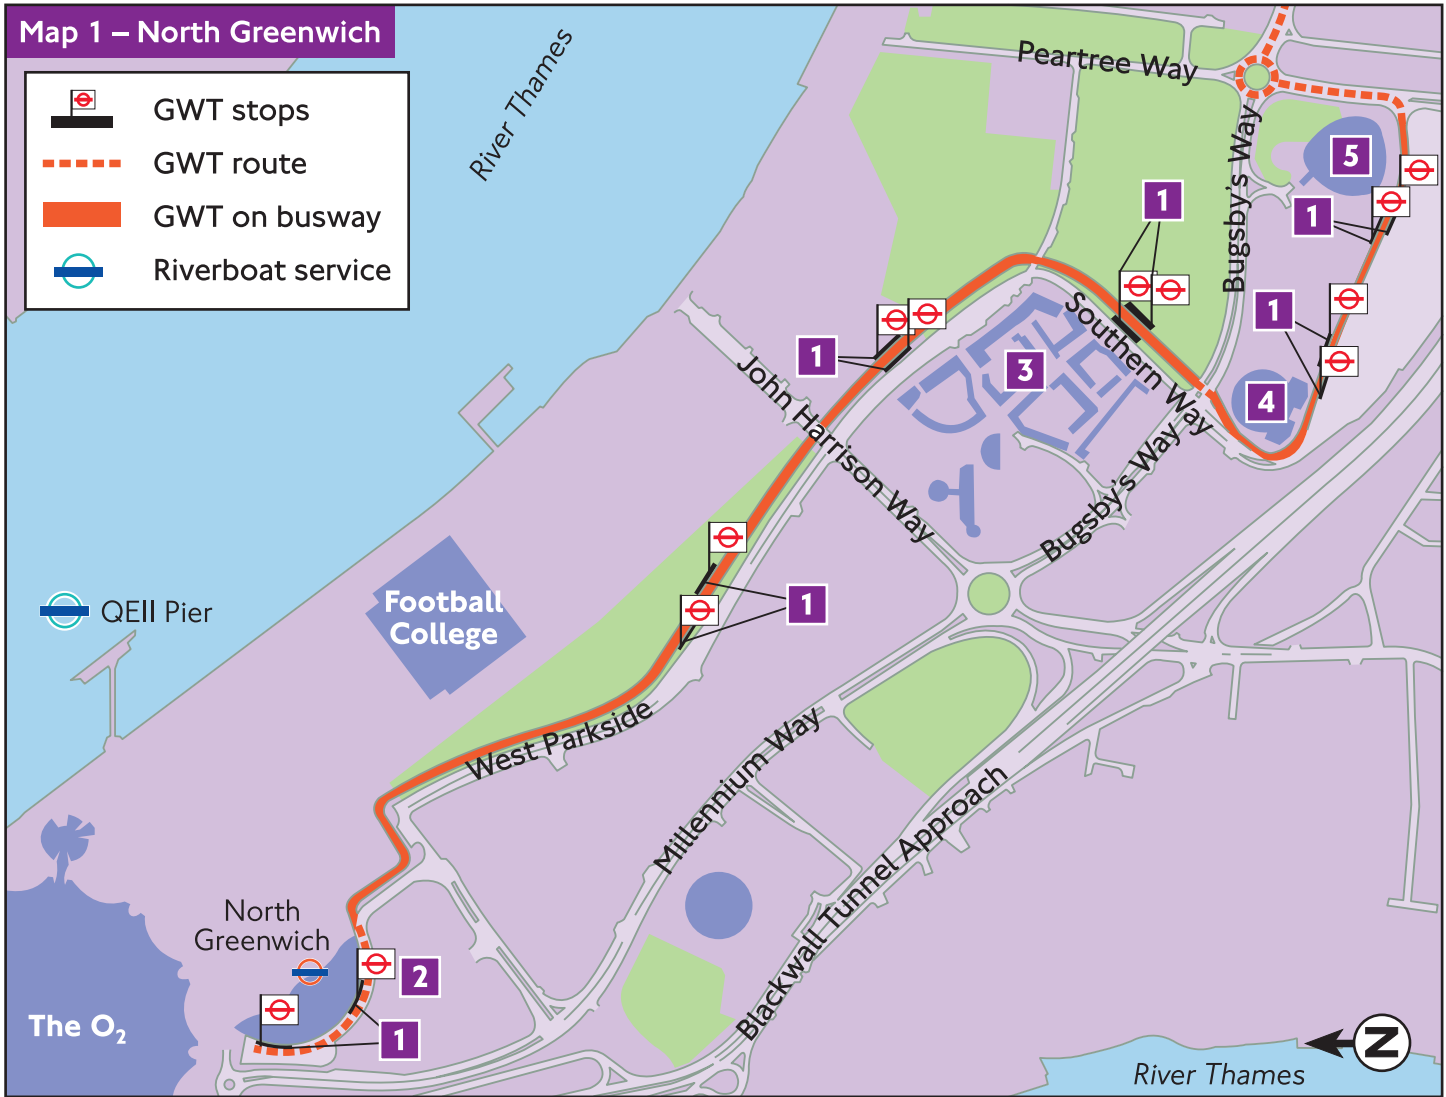 Map 1 – North Greenwich
GWT stops
GWT route
GWT on busway
Riverboat service
River Thames
Peartree Way
Bugsby's Way
5
1
1
1
1
Southern Way
3
4
John Harrison Way
Bugsby's Way
1
Football
College
QEII Pier
West Parkside
Millennium Way
Blackwall Tunnel Approach
North
Greenwich
2
1
The O2
N
River Thames